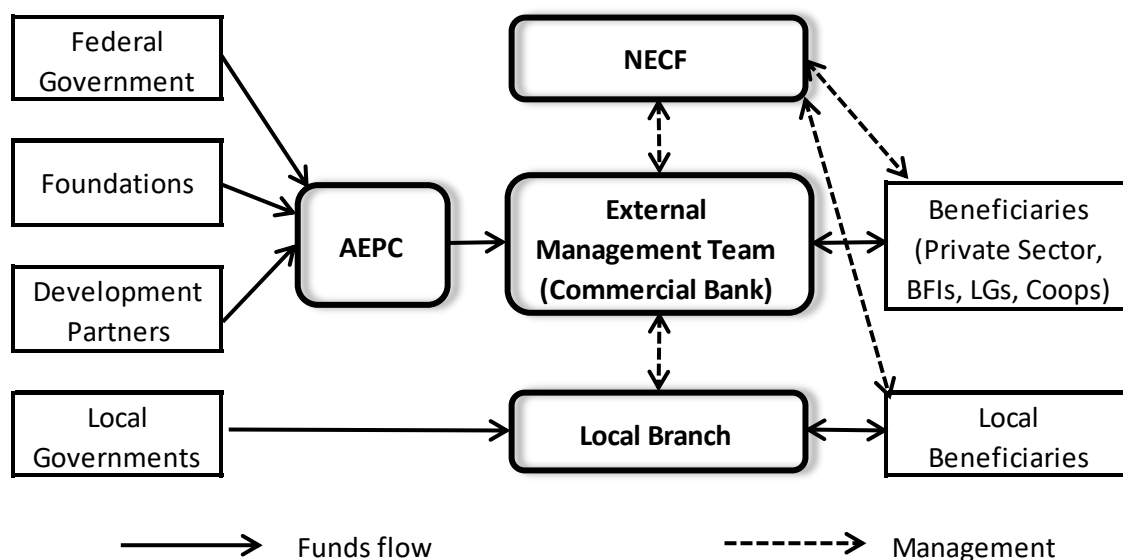 Federal
Government
Foundations
Development
Partners
Local
Governments
AEPC
NECF
External
Management Team
(Commercial Bank)
Local Branch
Beneficiaries
(Private Sector,
BFIs, LGs, Coops)
Local
Beneficiaries
Funds flow
Management